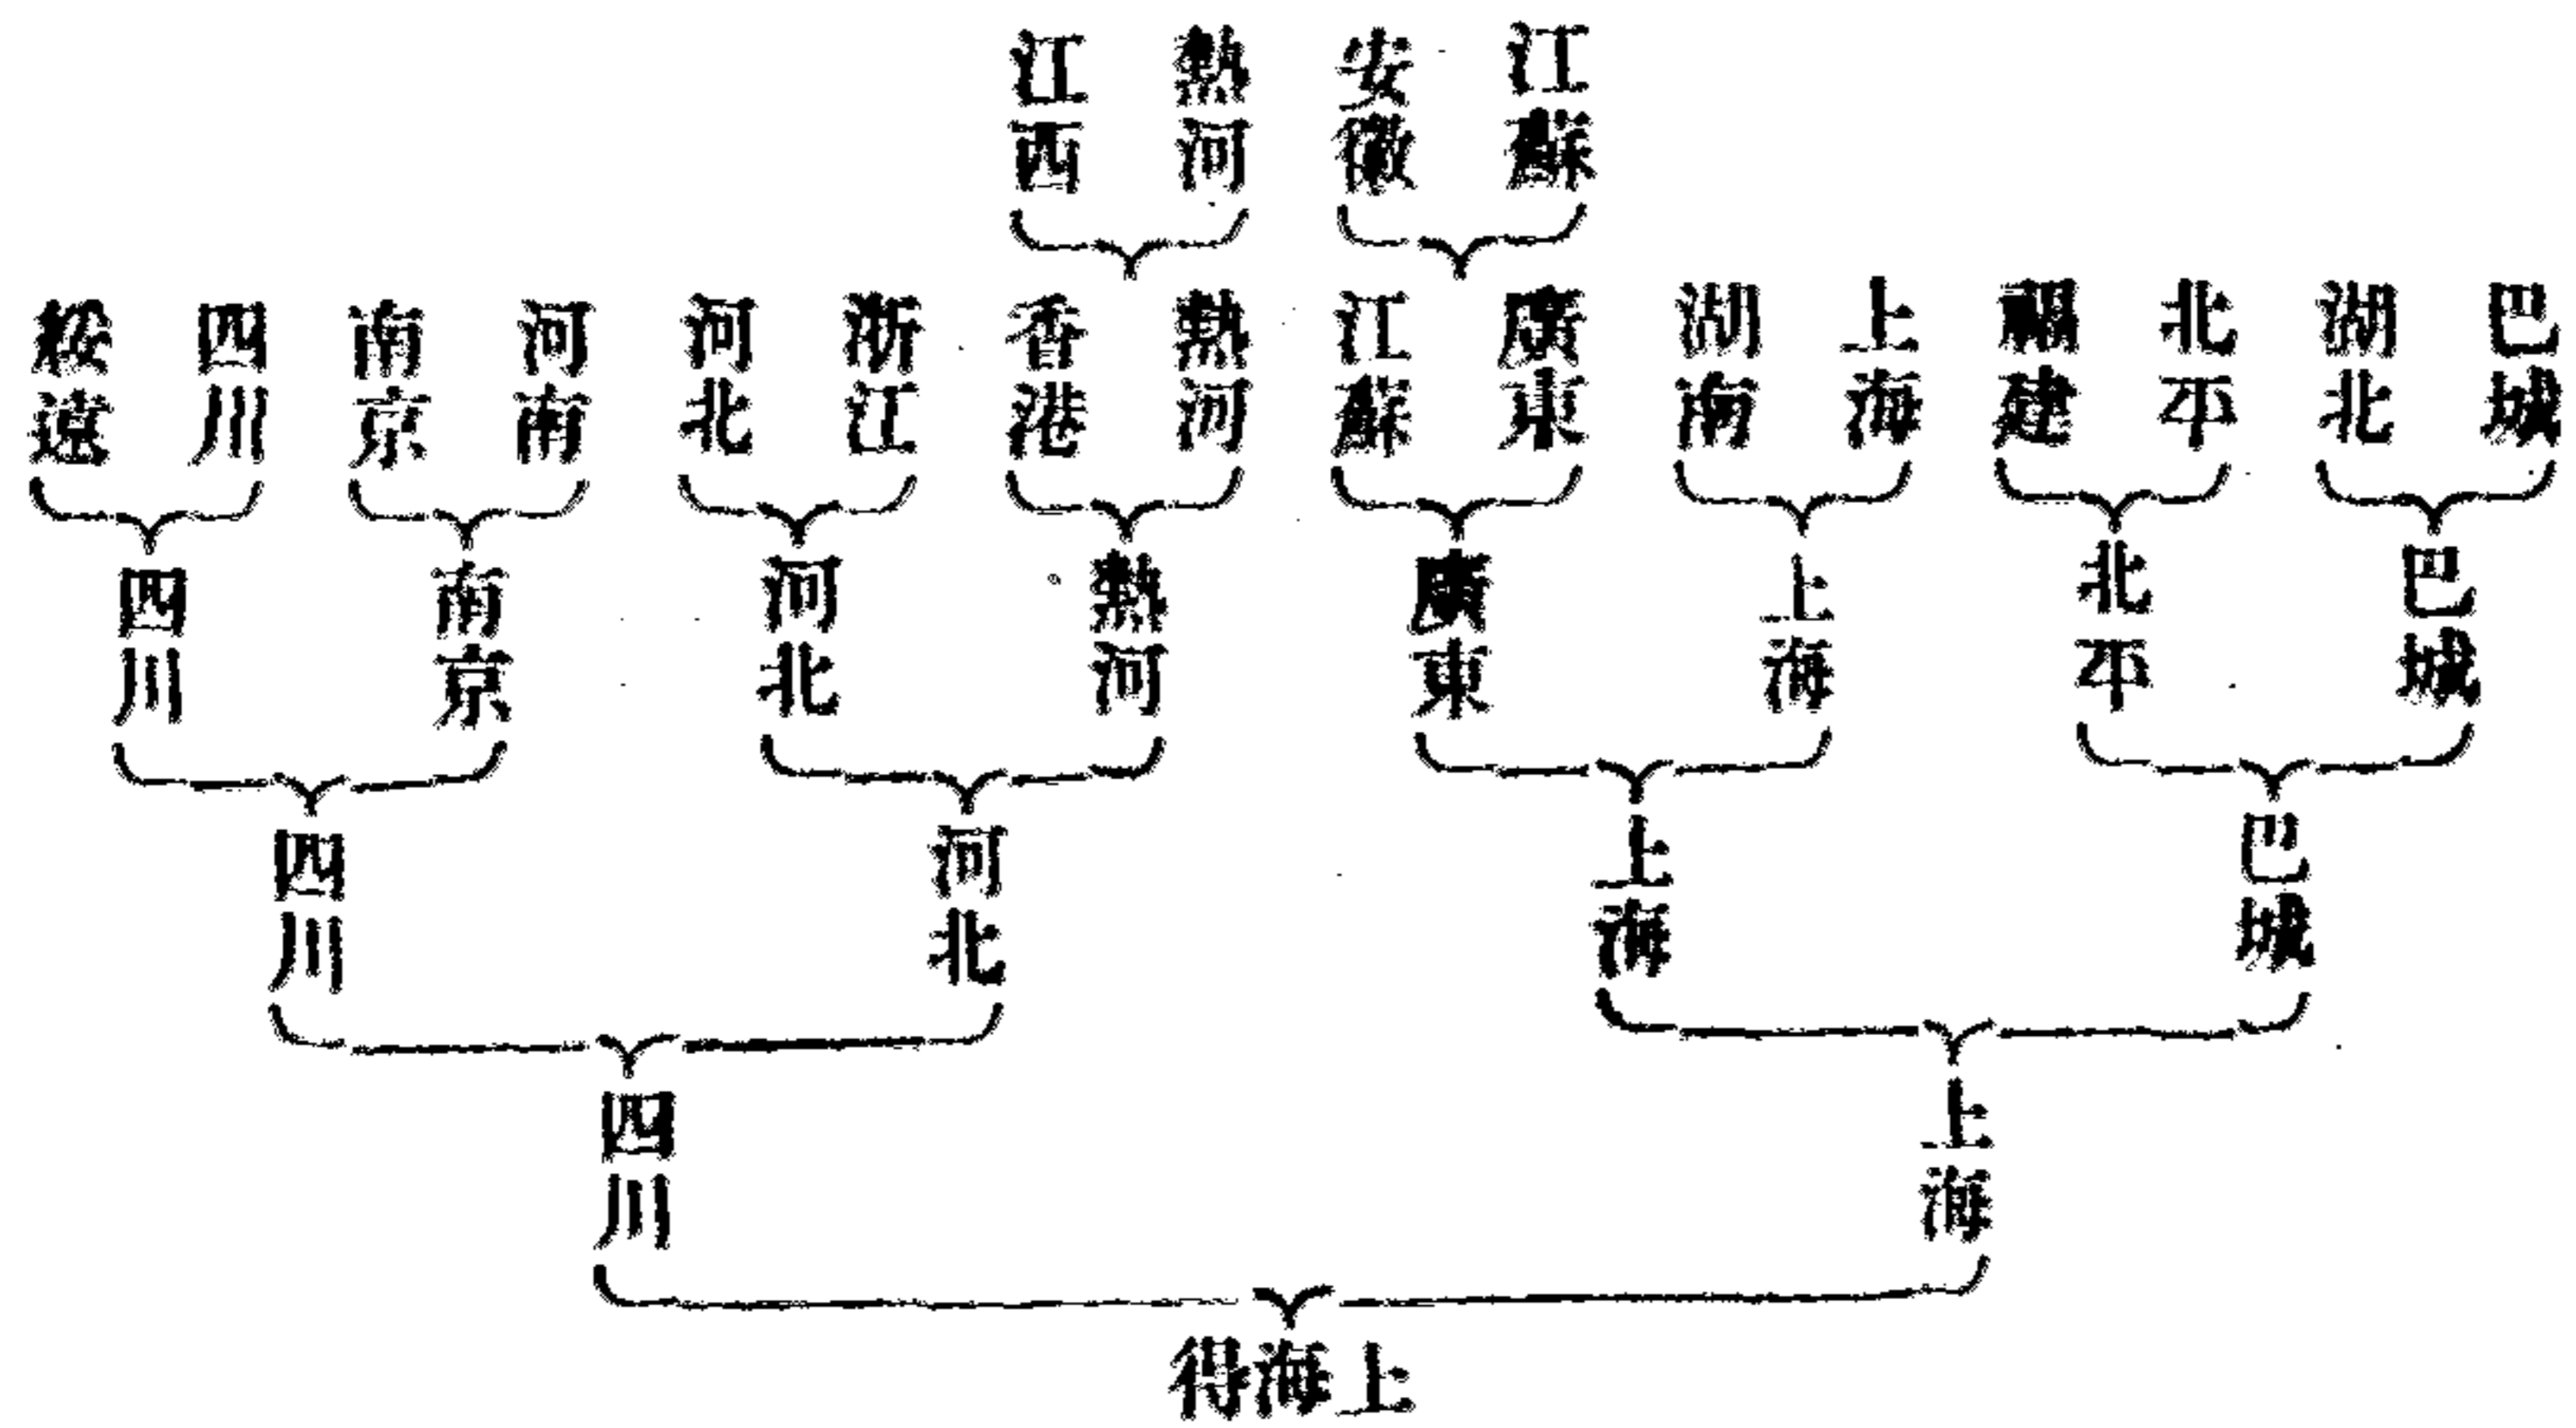 江蘇
安徽
熱河
江西
巴城
湖北
北平
福建
上海
湖南
廣東
江蘇
熱河
香港
浙江
河北
河南
南京
四川
綏遠
巴城
北平
上海
廣東
熱河
河北
南京
四川
巴城
上海
河北
四川
上海
四川
上海得